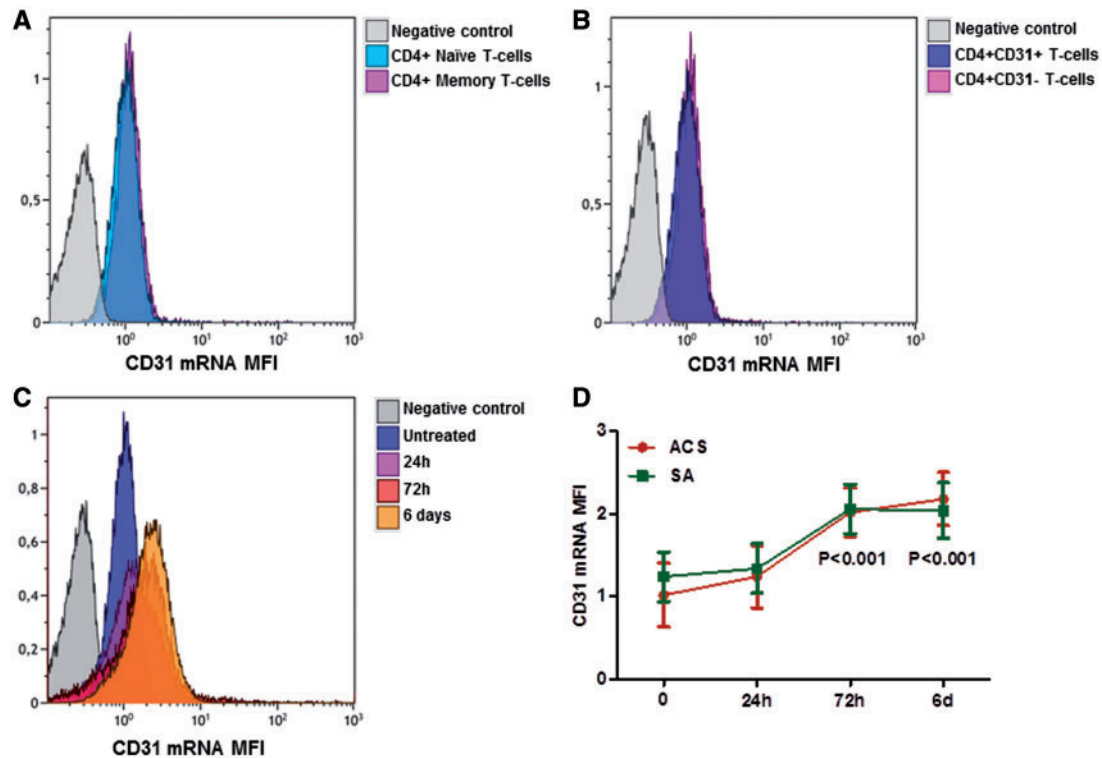 A
Negative control
CD4+ Naïve T-cells
CD4+ Memory T-cells
1
0,5
0
10⁰
10¹
10²
10³
CD31 mRNA MFI
B
Negative control
CD4+CD31+ T-cells
CD4+CD31- T-cells
1
0,5
0
10⁰
10¹
10²
10³
CD31 mRNA MFI
C
Negative control
Untreated
24h
72h
6 days
1
0,8
0,6
0,4
0,2
0
10⁰
10¹
10²
10³
CD31 mRNA MFI
D
ACS
SA
CD31 mRNA MFI
3
2
1
0
P<0.001
P<0.001
0
24h
72h
6d